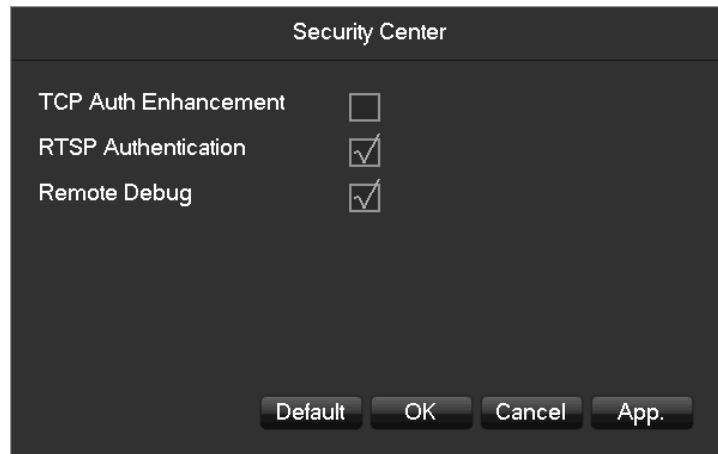 Security Center
TCP Auth Enhancement
RTSP Authentication
Remote Debug
Default OK Cancel App.